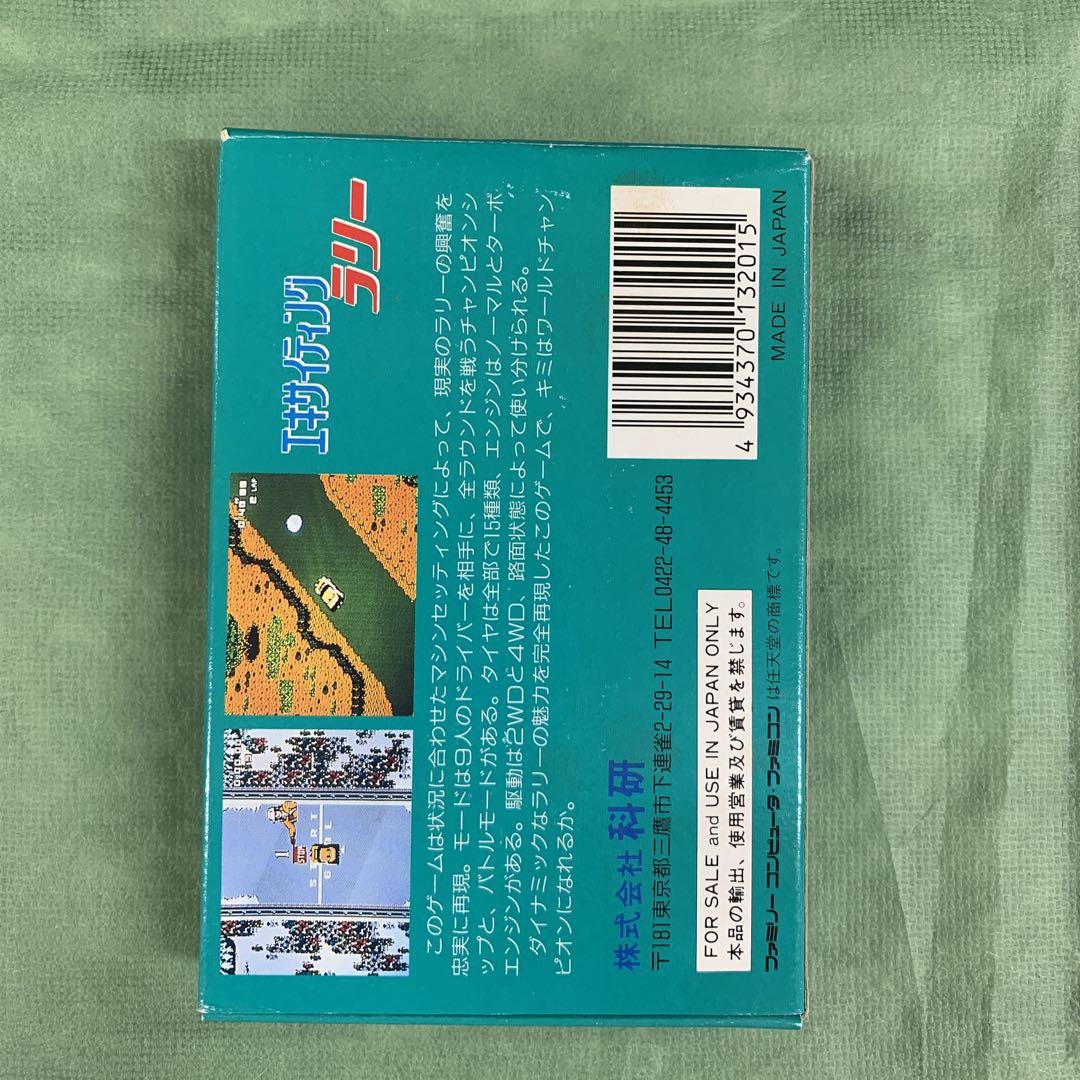 エキサイティング
ラリー
このゲームは状況に合わせたマシンセッティングによって、現実のラリーの興奮を
忠実に再現。モードは9人のドライバーを相手に、全ラウンドを戦うチャンピオンシ
ップと、バトルモードがある。タイヤは全部で15種類、エンジンはノーマルとターボ
エンジンがある。駆動は2WDと4WD、路面状態によって使い分けられる。
ダイナミックなラリーの魅力を完全再現したこのゲームで、キミはワールドチャン
ピオンになれるか。
2 LAP
START
1
STOP
株式会社 科研
〒181東京都三鷹市下連雀2-29-14 TEL0422-48-4453
FOR SALE and USE IN JAPAN ONLY
本品の輸出、使用営業及び賃貸を禁じます。
ファミリーコンピュータ・ファミコンは任天堂の商標です。
4 934370 132015
MADE IN JAPAN